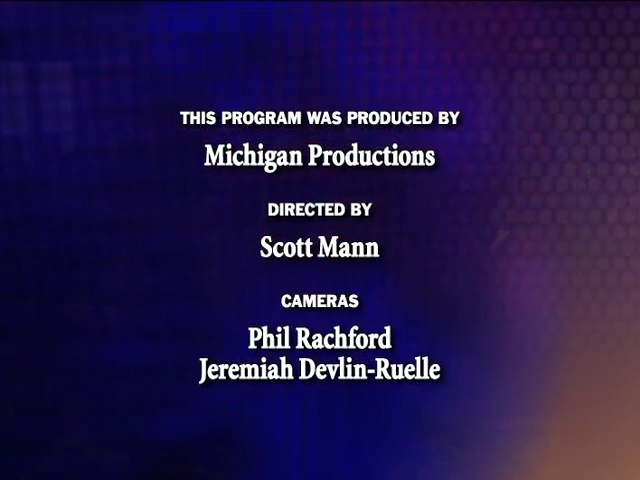 THIS PROGRAM WAS PRODUCED BY
Michigan Productions
DIRECTED BY
Scott Mann
CAMERAS
Phil Rachford
Jeremiah Devlin-Ruelle